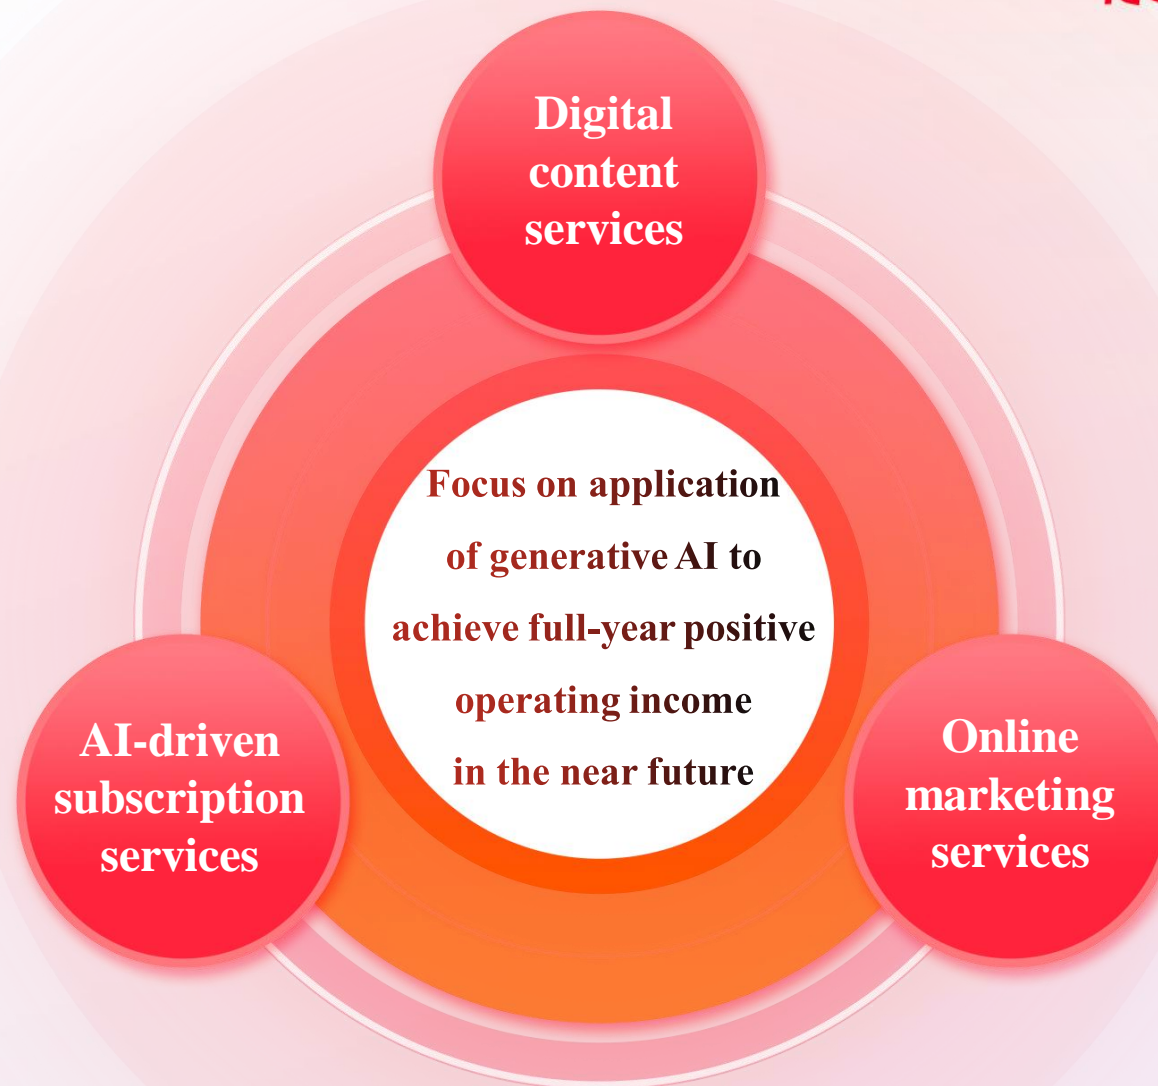 Digital
content
services
Focus on application
of generative AI to
achieve full-year positive
operating income
in the near future
AI-driven
subscription
services
Online
marketing
services